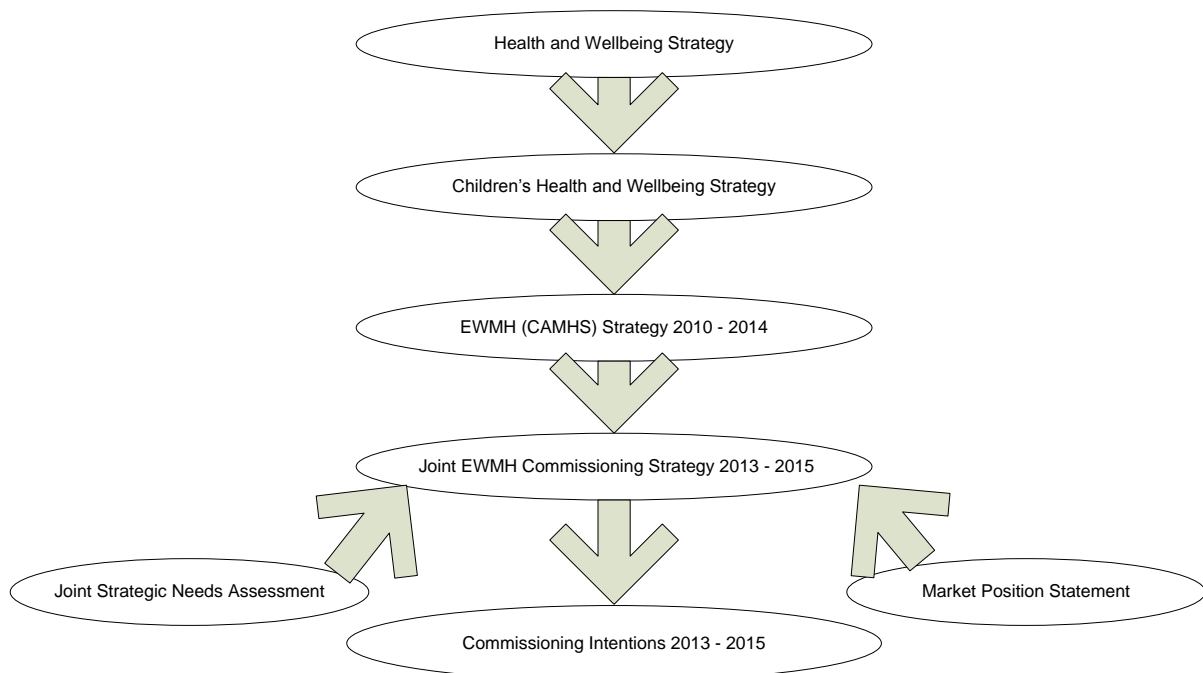 Health and Wellbeing Strategy
Children’s Health and Wellbeing Strategy
EWMH (CAMHS) Strategy 2010 - 2014
Joint EWMH Commissioning Strategy 2013 - 2015
Joint Strategic Needs Assessment
Market Position Statement
Commissioning Intentions 2013 - 2015